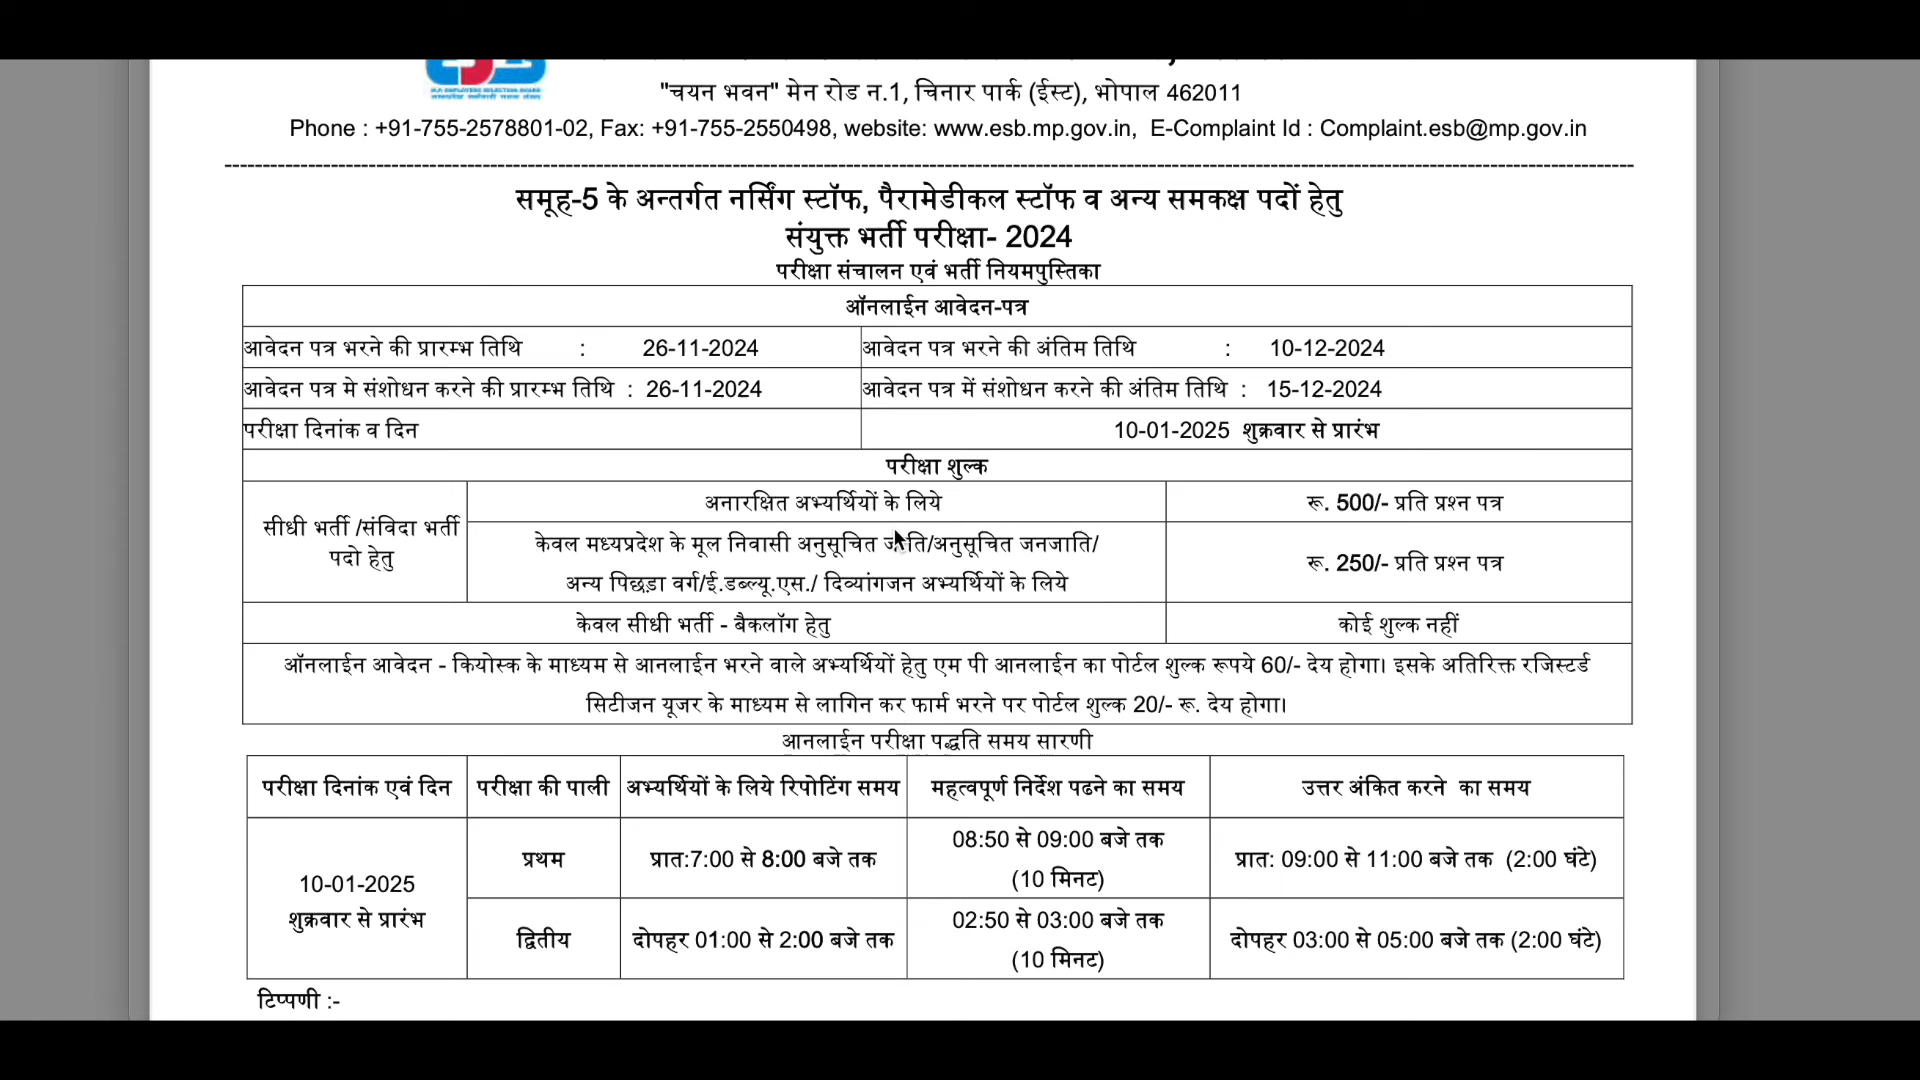 "चयन भवन" मेन रोड न.1, चिनार पार्क (ईस्ट), भोपाल 462011
Phone : +91-755-2578801-02, Fax: +91-755-2550498, website: www.esb.mp.gov.in, E-Complaint Id : Complaint.esb@mp.gov.in
समूह-5 के अन्तर्गत नर्सिंग स्टॉफ, पैरामेडीकल स्टॉफ व अन्य समकक्ष पदों हेतु
संयुक्त भर्ती परीक्षा- 2024
परीक्षा संचालन एवं भर्ती नियमपुस्तिका
ऑनलाईन आवेदन-पत्र
आवेदन पत्र भरने की प्रारम्भ तिथि : 26-11-2024 आवेदन पत्र भरने की अंतिम तिथि : 10-12-2024
आवेदन पत्र मे संशोधन करने की प्रारम्भ तिथि : 26-11-2024 आवेदन पत्र में संशोधन करने की अंतिम तिथि : 15-12-2024
परीक्षा दिनांक व दिन 10-01-2025 शुक्रवार से प्रारंभ
परीक्षा शुल्क
सीधी भर्ती /संविदा भर्ती
पदो हेतु
अनारक्षित अभ्यर्थियों के लिये रू. 500/- प्रति प्रश्न पत्र
केवल मध्यप्रदेश के मूल निवासी अनुसूचित जाति/अनुसूचित जनजाति/
अन्य पिछड़ा वर्ग/ई.डब्ल्यू.एस./ दिव्यांगजन अभ्यर्थियों के लिये
रू. 250/- प्रति प्रश्न पत्र
केवल सीधी भर्ती - बैकलॉग हेतु कोई शुल्क नहीं
ऑनलाईन आवेदन - कियोस्क के माध्यम से आनलाईन भरने वाले अभ्यर्थियों हेतु एम पी आनलाईन का पोर्टल शुल्क रूपये 60/- देय होगा। इसके अतिरिक्त रजिस्टर्ड
सिटीजन यूजर के माध्यम से लागिन कर फार्म भरने पर पोर्टल शुल्क 20/- रू. देय होगा।
आनलाईन परीक्षा पद्धति समय सारणी
परीक्षा दिनांक एवं दिन परीक्षा की पाली अभ्यर्थियों के लिये रिपोटिंग समय महत्वपूर्ण निर्देश पढने का समय उत्तर अंकित करने का समय
10-01-2025
शुक्रवार से प्रारंभ
प्रथम प्रात:7:00 से 8:00 बजे तक 08:50 से 09:00 बजे तक
(10 मिनट)
प्रात: 09:00 से 11:00 बजे तक (2:00 घंटे)
द्वितीय दोपहर 01:00 से 2:00 बजे तक 02:50 से 03:00 बजे तक
(10 मिनट)
दोपहर 03:00 से 05:00 बजे तक (2:00 घंटे)
टिप्पणी :-